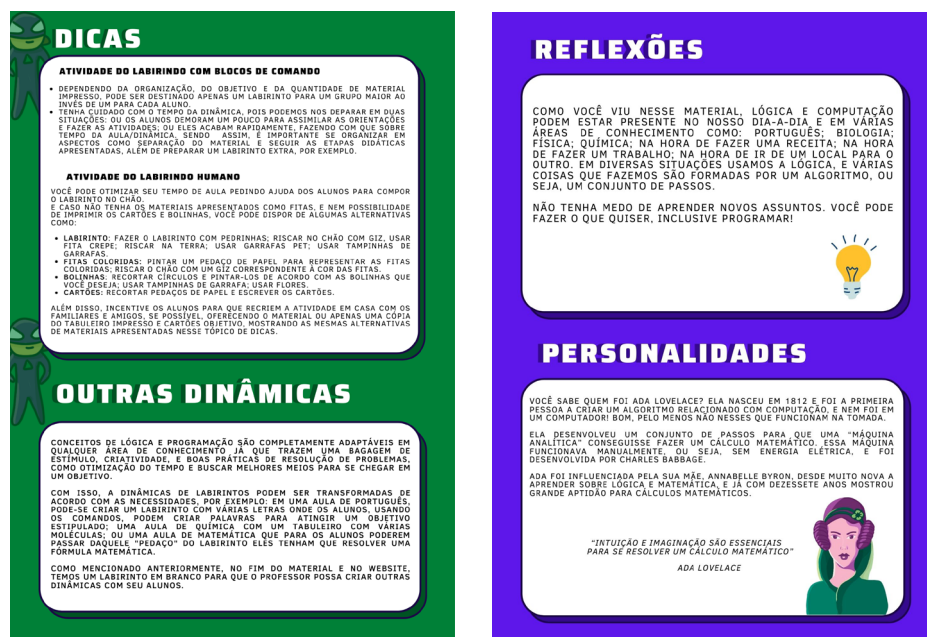 DICAS
ATIVIDADE DO LABIRINDO COM BLOCOS DE COMANDO
• DEPENDENDO DA ORGANIZAÇÃO, DO OBJETIVO E DA QUANTIDADE DE MATERIAL
IMPRESSO, PODE SER DESTINADO APENAS UM LABIRINTO PARA UM GRUPO MAIOR AO
INVÉS DE UM PARA CADA ALUNO.
• TENHA CUIDADO COM O TEMPO DA DINÂMICA, POIS PODEMOS NOS DEPARAR EM DUAS
SITUAÇÕES: OU OS ALUNOS DEMORAM UM POUCO PARA ASSIMILAR AS ORIENTAÇÕES
E FAZER AS ATIVIDADES; OU ELES ACABAM RAPIDAMENTE, FAZENDO COM QUE SOBRE
TEMPO DA AULA/DINÂMICA, SENDO ASSIM, É IMPORTANTE SE ORGANIZAR EM
ASPECTOS COMO SEPARAÇÃO DO MATERIAL E SEGUIR AS ETAPAS DIDÁTICAS
APRESENTADAS, ALÉM DE PREPARAR UM LABIRINTO EXTRA, POR EXEMPLO.
ATIVIDADE DO LABIRINDO HUMANO
VOCÊ PODE OTIMIZAR SEU TEMPO DE AULA PEDINDO AJUDA DOS ALUNOS PARA COMPOR
O LABIRINTO NO CHÃO.
E CASO NÃO TENHA OS MATERIAIS APRESENTADOS COMO FITAS, E NEM POSSIBILIDADE
DE IMPRIMIR OS CARTÕES E BOLINHAS, VOCÊ PODE DISPOR DE ALGUMAS ALTERNATIVAS
COMO:
• LABIRINTO: FAZER O LABIRINTO COM PEDRINHAS; RISCAR NO CHÃO COM GIZ, USAR
FITA CREPE; RISCAR NA TERRA; USAR GARRAFAS PET; USAR TAMPINHAS DE
GARRAFAS.
• FITAS COLORIDAS: PINTAR UM PEDAÇO DE PAPEL PARA REPRESENTAR AS FITAS
COLORIDAS; RISCAR O CHÃO COM UM GIZ CORRESPONDENTE À COR DAS FITAS.
• BOLINHAS: RECORTAR CÍRCULOS E PINTAR-LOS DE ACORDO COM AS BOLINHAS QUE
VOCÊ DESEJA; USAR TAMPINHAS DE GARRAFA; USAR FLORES.
• CARTÕES: RECORTAR PEDAÇOS DE PAPEL E ESCREVER OS CARTÕES.
ALÉM DISSO, INCENTIVE OS ALUNOS PARA QUE RECRIEM A ATIVIDADE EM CASA COM OS
FAMILIARES E AMIGOS, SE POSSÍVEL, OFERECENDO O MATERIAL OU APENAS UMA CÓPIA
DO TABULEIRO IMPRESSO E CARTÕES OBJETIVO, MOSTRANDO AS MESMAS ALTERNATIVAS
DE MATERIAIS APRESENTADAS NESSE TÓPICO DE DICAS.
OUTRAS DINÂMICAS
CONCEITOS DE LÓGICA E PROGRAMAÇÃO SÃO COMPLETAMENTE ADAPTÁVEIS EM
QUALQUER ÁREA DE CONHECIMENTO JÁ QUE TRAZEM UMA BAGAGEM DE
ESTÍMULO, CRIATIVIDADE, E BOAS PRÁTICAS DE RESOLUÇÃO DE PROBLEMAS,
COMO OTIMIZAÇÃO DO TEMPO E BUSCAR MELHORES MEIOS PARA SE CHEGAR EM
UM OBJETIVO.
COM ISSO, A DINÂMICAS DE LABIRINTOS PODEM SER TRANSFORMADAS DE
ACORDO COM AS NECESSIDADES, POR EXEMPLO: EM UMA AULA DE PORTUGUÊS,
PODE-SE CRIAR UM LABIRINTO COM VÁRIAS LETRAS ONDE OS ALUNOS, USANDO
OS COMANDOS, PODEM CRIAR PALAVRAS PARA ATINGIR UM OBJETIVO
ESTIPULADO; UMA AULA DE QUÍMICA COM UM TABULEIRO COM VÁRIAS
MOLÉCULAS; OU UMA AULA DE MATEMÁTICA QUE PARA OS ALUNOS PODEREM
PASSAR DAQUELE "PEDAÇO" DO LABIRINTO ELES TENHAM QUE RESOLVER UMA
FÓRMULA MATEMÁTICA.
COMO MENCIONADO ANTERIORMENTE, NO FIM DO MATERIAL E NO WEBSITE,
TEMOS UM LABIRINTO EM BRANCO PARA QUE O PROFESSOR POSSA CRIAR OUTRAS
DINÂMICAS COM SEU ALUNOS.
REFLEXÕES
COMO VOCÊ VIU NESSE MATERIAL, LÓGICA E COMPUTAÇÃO
PODEM ESTAR PRESENTE NO NOSSO DIA-A-DIA E EM VÁRIAS
ÁREAS DE CONHECIMENTO COMO: PORTUGUÊS; BIOLOGIA;
FÍSICA; QUÍMICA; NA HORA DE FAZER UMA RECEITA; NA HORA
DE FAZER UM TRABALHO; NA HORA DE IR DE UM LOCAL PARA O
OUTRO. EM DIVERSAS SITUAÇÕES USAMOS A LÓGICA, E VÁRIAS
COISAS QUE FAZEMOS SÃO FORMADAS POR UM ALGORITMO, OU
SEJA, UM CONJUNTO DE PASSOS.
NÃO TENHA MEDO DE APRENDER NOVOS ASSUNTOS. VOCÊ PODE
FAZER O QUE QUISER, INCLUSIVE PROGRAMAR!
PERSONALIDADES
VOCÊ SABE QUEM FOI ADA LOVELACE? ELA NASCEU EM 1812 E FOI A PRIMEIRA
PESSOA A CRIAR UM ALGORITMO RELACIONADO COM COMPUTAÇÃO, E NEM FOI EM
UM COMPUTADOR! BOM, PELO MENOS NÃO NESSES QUE FUNCIONAM NA TOMADA.
ELA DESENVOLVEU UM CONJUNTO DE PASSOS PARA QUE UMA "MÁQUINA
ANALÍTICA" CONSEGUISSE FAZER UM CÁLCULO MATEMÁTICO. ESSA MÁQUINA
FUNCIONAVA MANUALMENTE, OU SEJA, SEM ENERGIA ELÉTRICA, E FOI
DESENVOLVIDA POR CHARLES BABBAGE.
ADA FOI INFLUENCIADA PELA SUA MÃE, ANNABELLE BYRON, DESDE MUITO NOVA A
APRENDER SOBRE LÓGICA E MATEMÁTICA, E JÁ COM DEZESSETE ANOS MOSTROU
GRANDE APTIDÃO PARA CÁLCULOS MATEMÁTICOS.
"INTUIÇÃO E IMAGINAÇÃO SÃO ESSENCIAIS
PARA SE RESOLVER UM CÁLCULO MATEMÁTICO"
ADA LOVELACE